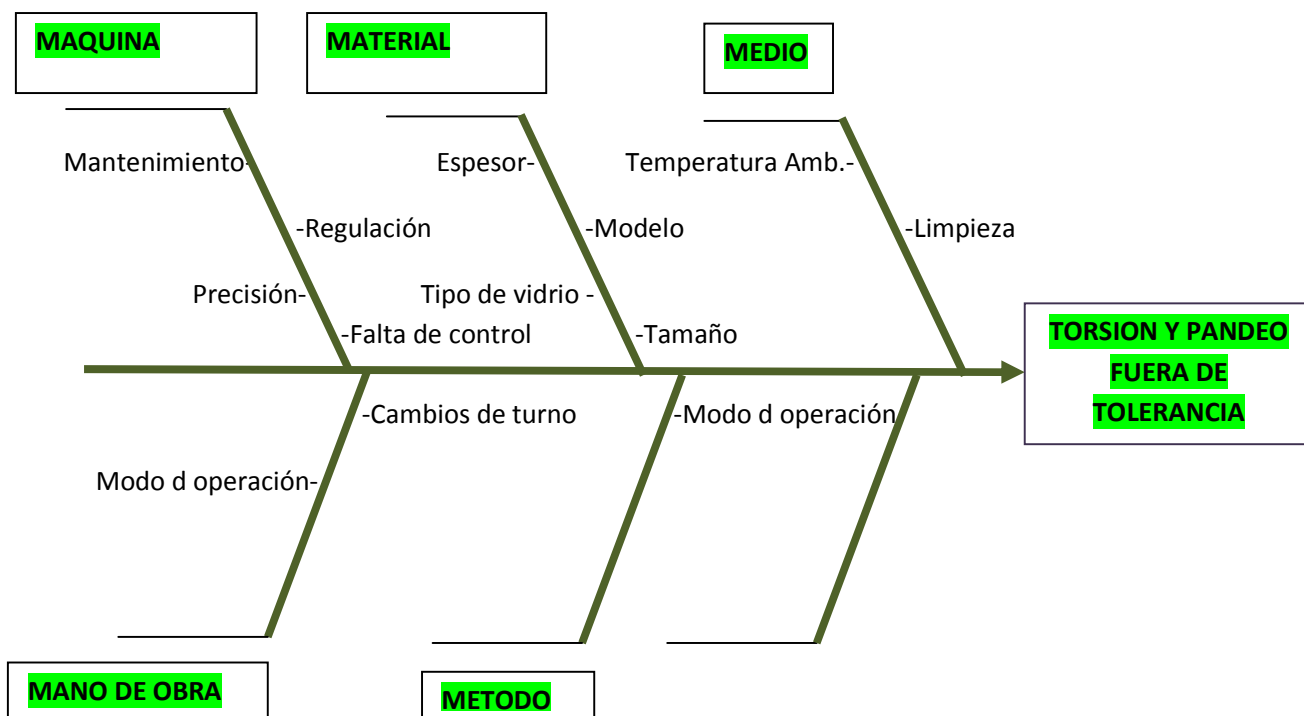 MAQUINA
MATERIAL
MEDIO
Mantenimiento-
Espesor-
Temperatura Amb.-
-Regulación
-Modelo
-Limpieza
Precisión-
Tipo de vidrio -
-Falta de control
-Tamaño
TORSION Y PANDEO
FUERA DE
TOLERANCIA
-Cambios de turno
-Modo d operación
Modo d operación-
MANO DE OBRA
METODO